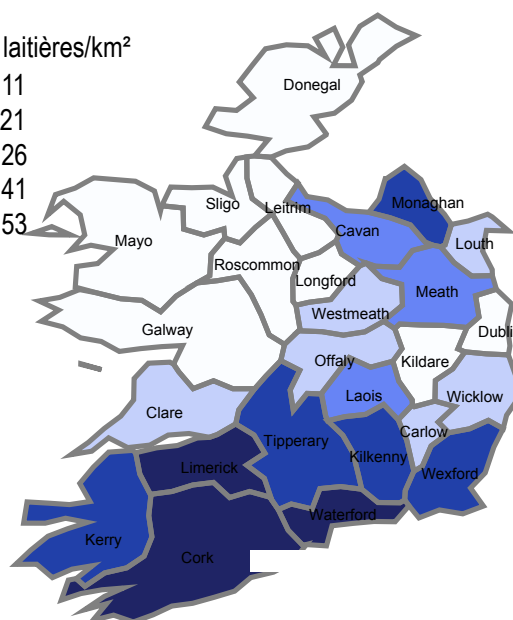 laitières/km²
11
21
26
41
53
Donegal
Monaghan
Sligo
Leitrim
Cavan
Louth
Mayo
Roscommon
Longford
Meath
Westmeath
Galway
Dubli
Offaly
Kildare
Laois
Wicklow
Clare
Carlow
Tipperary
Kilkenny
Limerick
Wexford
Waterford
Kerry
Cork